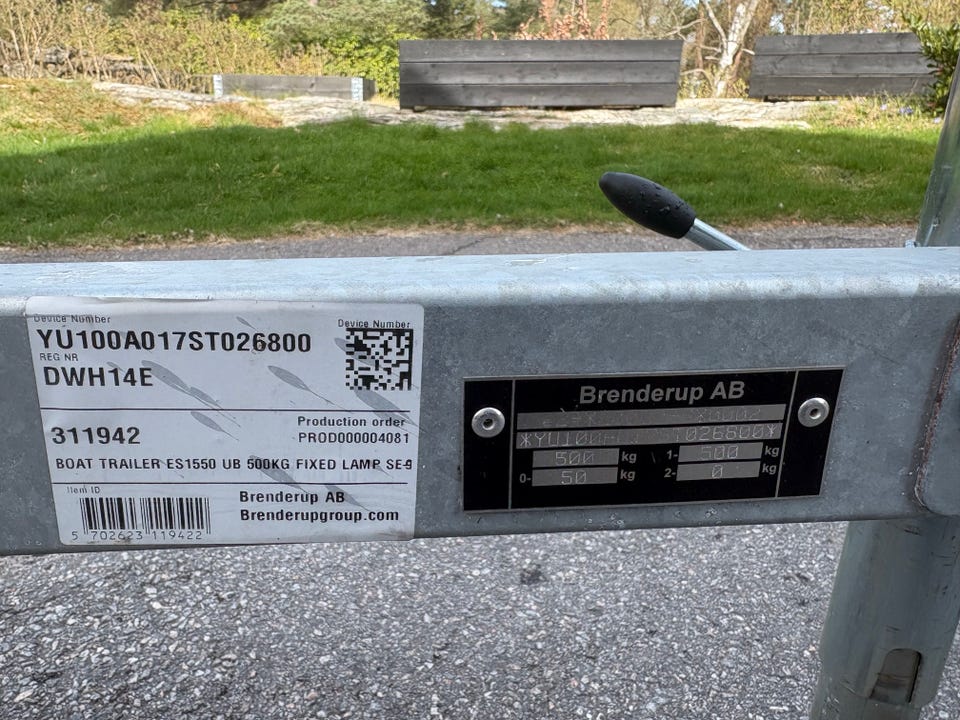 Device Number
YU100A017ST026800
REG NR
DWH14E
Device Number
311942
Production order
PROD000004081
BOAT TRAILER ES1550 UB 500KG FIXED LAMP SE-9
Item ID
5 702623 119422
Brenderup AB
Brenderupgroup.com
Brenderup AB
500 kg 1- 500 kg
0- 50 kg 2- 0 kg